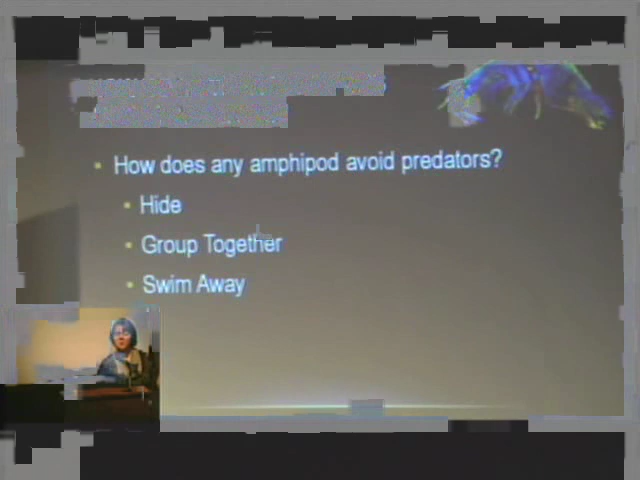 How does any amphipod avoid predators?
Hide
Group Together
Swim Away